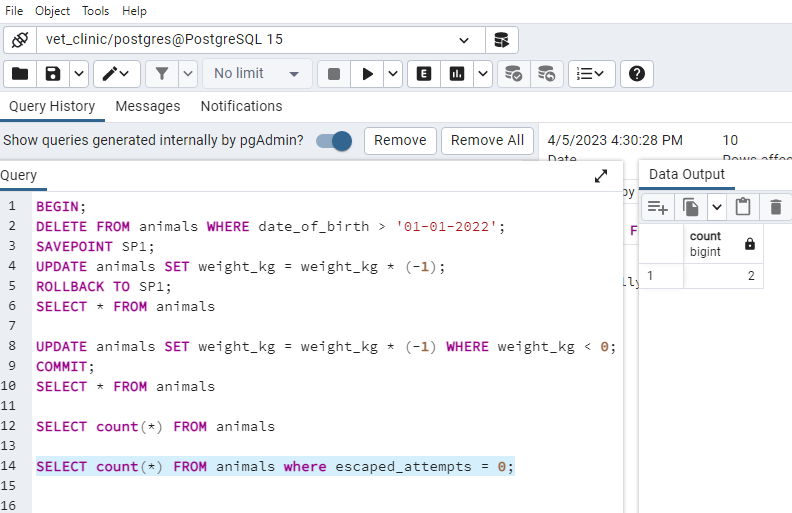 File Object Tools Help
vet_clinic/postgres@PostgreSQL 15
No limit
E
Query History Messages Notifications
Show queries generated internally by pgAdmin? Remove Remove All
4/5/2023 4:30:28 PM 10
Date
Query
Data Output
1 BEGIN;
2 DELETE FROM animals WHERE date_of_birth > '01-01-2022';
3 SAVEPOINT SP1;
4 UPDATE animals SET weight_kg = weight_kg * (-1);
5 ROLLBACK TO SP1;
6 SELECT * FROM animals
7
8 UPDATE animals SET weight_kg = weight_kg * (-1) WHERE weight_kg < 0;
9 COMMIT;
10 SELECT * FROM animals
11
12 SELECT count(*) FROM animals
13
14 SELECT count(*) FROM animals where escaped_attempts = 0;
15
16
by
F
lly
count
bigint
1 2